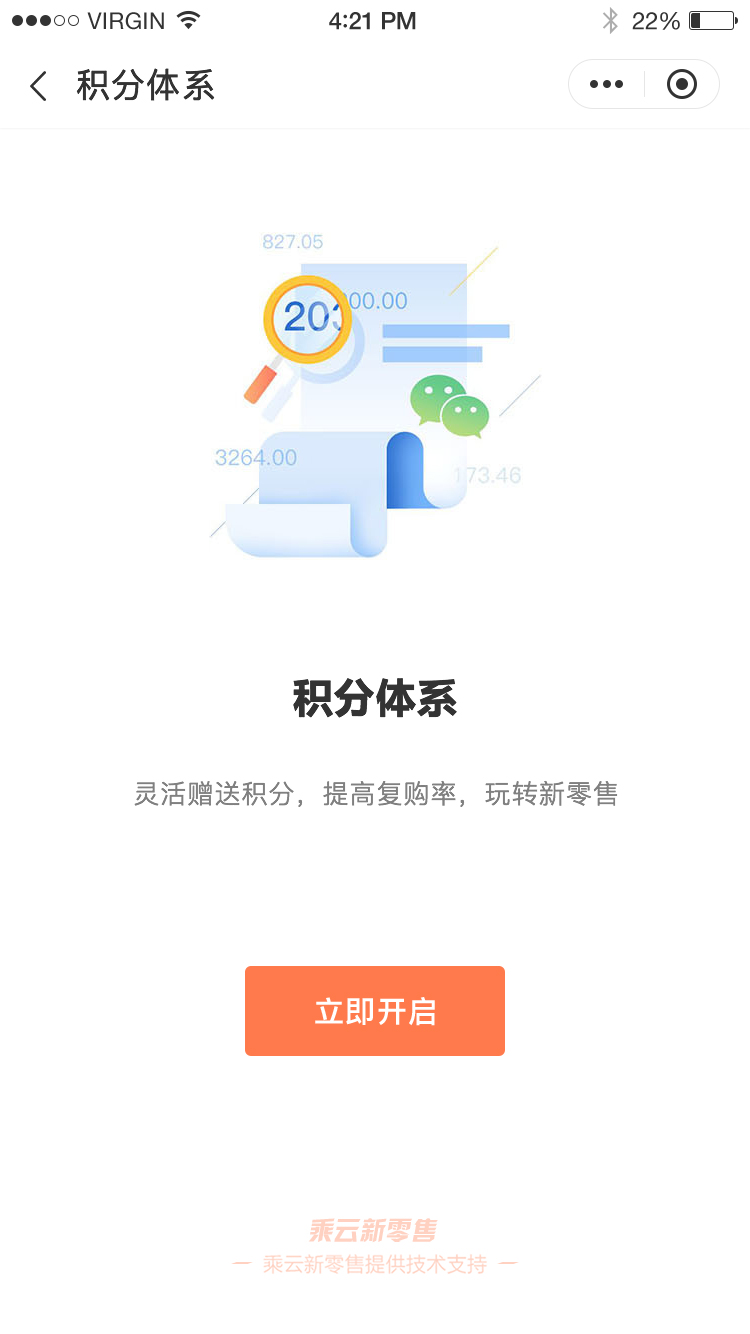 VIRGIN 4:21 PM 22%
积分体系
827.05
203 000.00
3264.00
173.46
积分体系
灵活赠送积分，提高复购率，玩转新零售
立即开启
乘云新零售
乘云新零售提供技术支持